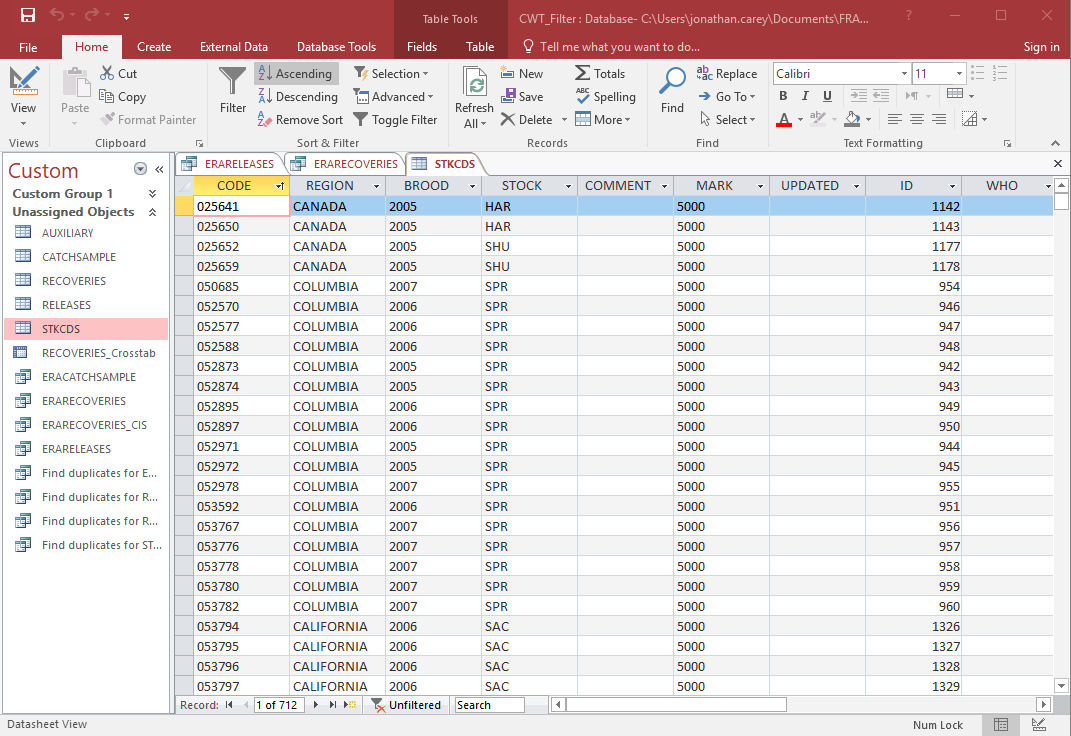 Table Tools
CWT_Filter : Database- C:\Users\jonathan.carey\Documents\FRA...
?
File
Home
Create
External Data
Database Tools
Fields
Table
Tell me what you want to do...
Sign in
View
Views
Paste
Cut
Copy
Format Painter
Clipboard
Filter
Ascending
Descending
Remove Sort
Selection
Advanced
Toggle Filter
Sort & Filter
Refresh
All
New
Save
Delete
Totals
Spelling
More
Records
Find
Replace
Go To
Select
Find
Calibri
11
B I U
Text Formatting
Custom
Custom Group 1
Unassigned Objects
AUXILIARY
CATCHSAMPLE
RECOVERIES
RELEASES
STKCDS
RECOVERIES_Crosstab
ERACATCHSAMPLE
ERARECOVERIES
ERARECOVERIES_CIS
ERARELEASES
Find duplicates for E...
Find duplicates for R...
Find duplicates for R...
Find duplicates for ST...
ERARELEASES
ERARECOVERIES
STKCDS
CODE REGION BROOD STOCK COMMENT MARK UPDATED ID WHO
025641 CANADA 2005 HAR 5000 1142
025650 CANADA 2005 HAR 5000 1143
025652 CANADA 2005 SHU 5000 1177
025659 CANADA 2005 SHU 5000 1178
050685 COLUMBIA 2007 SPR 5000 954
052570 COLUMBIA 2006 SPR 5000 946
052577 COLUMBIA 2006 SPR 5000 947
052588 COLUMBIA 2006 SPR 5000 948
052873 COLUMBIA 2005 SPR 5000 942
052874 COLUMBIA 2005 SPR 5000 943
052895 COLUMBIA 2006 SPR 5000 949
052897 COLUMBIA 2006 SPR 5000 950
052971 COLUMBIA 2005 SPR 5000 944
052972 COLUMBIA 2005 SPR 5000 945
052978 COLUMBIA 2007 SPR 5000 955
053592 COLUMBIA 2006 SPR 5000 951
053767 COLUMBIA 2007 SPR 5000 956
053776 COLUMBIA 2007 SPR 5000 957
053778 COLUMBIA 2007 SPR 5000 958
053780 COLUMBIA 2007 SPR 5000 959
053782 COLUMBIA 2007 SPR 5000 960
053794 CALIFORNIA 2006 SAC 5000 1326
053795 CALIFORNIA 2006 SAC 5000 1327
053796 CALIFORNIA 2006 SAC 5000 1328
053797 CALIFORNIA 2006 SAC 5000 1329
Record: 1 of 712 Unfiltered Search
Datasheet View
Num Lock